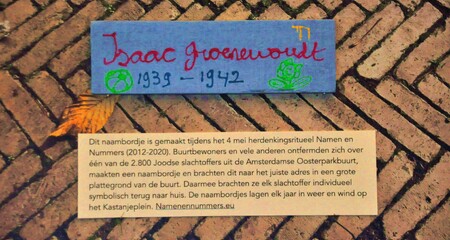 Isaac Groenewoudt
1939 - 1942
Dit naambordje is gemaakt tijdens het 4 mei herdenkingsritueel Namen en
Nummers (2012-2020). Buurtbewoners en vele anderen ontfermden zich over
één van de 2.800 Joodse slachtoffers uit de Amsterdamse Oosterparkbuurt,
maakten een naambordje en brachten dit naar het juiste adres in een grote
plattegrond van de buurt. Daarmee brachten ze elk slachtoffer individueel
symbolisch terug naar huis. De naambordjes lagen elk jaar in weer en wind op
het Kastanjeplein. Namenennummers.eu